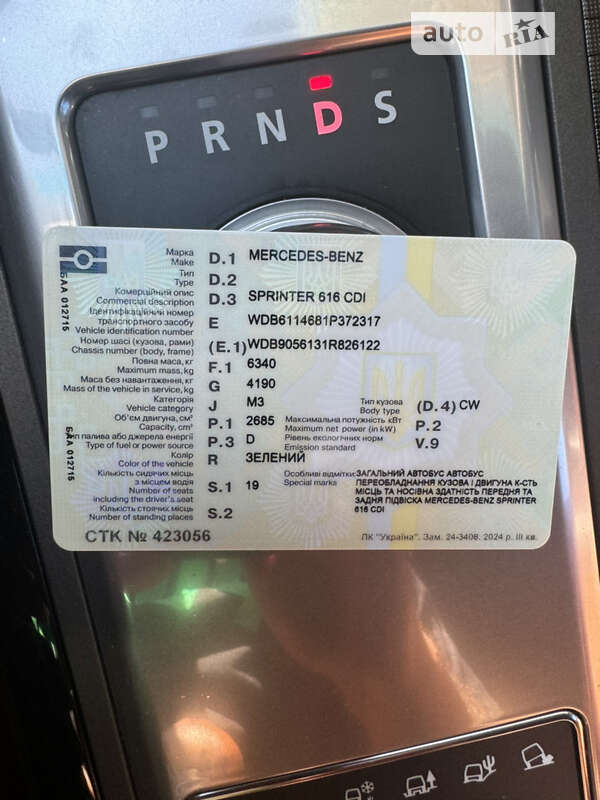 auto RIA
P R N D S
Марка D.1 MERCEDES-BENZ
Make
Тип D.2
Type
Комерційний опис D.3 SPRINTER 616 CDI
Commercial description
Ідентифікаційний номер
транспортного засобу E WDB6114681P372317
Vehicle identification number
Номер шасі (кузова, рами) (E.1) WDB9056131R826122
Chassis number (body, frame)
Повна маса, кг F.1 6340
Maximum mass, kg
Маса без навантаження, кг G 4190
Mass of the vehicle in service, kg
Категорія J M3 Тип кузова (D.4) CW
Vehicle category Body type
Об'єм двигуна, см³ P.1 2685 Максимальна потужність кВт P.2
Capacity, cm³ Maximum net power (in kW)
Тип палива або джерела енергії P.3 D Рівень екологічних норм V.9
Type of fuel or power source Emission standard
Колір R ЗЕЛЕНИЙ
Color of the vehicle
Кількість сидячих місць
з місцем водія S.1 19
Number of seats
including the driver's seat
Особливі відмітки: ЗАГАЛЬНИЙ АВТОБУС АВТОБУС
Special marks ПЕРЕОБЛАДНАННЯ КУЗОВА І ДВИГУНА К-СТЬ
МІСЦЬ ТА НОСІВНА ЗДАТНІСТЬ ПЕРЕДНЯ ТА
ЗАДНЯ ПІДВІСКА MERCEDES-BENZ SPRINTER
616 CDI
Кількість стоячих місць S.2
Number of standing places
СТК № 423056
ПК "Україна". Зам. 24-3408. 2024 р. III кв.
БАА 012715
БАА 012715